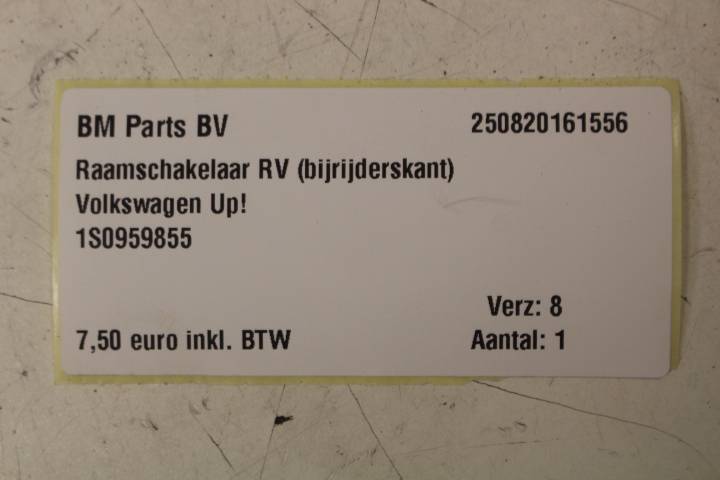 BM Parts BV 250820161556
Raamschakelaar RV (bijrijderskant)
Volkswagen Up!
1S0959855
Verz: 8
7,50 euro inkl. BTW Aantal: 1